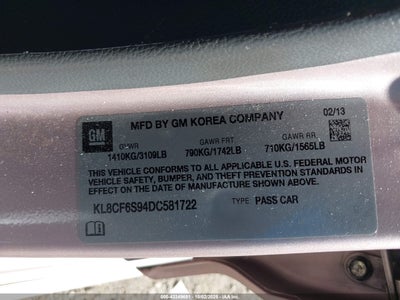 MFD BY GM KOREA COMPANY
02/13
GM
GVWR GAWR FRT GAWR RR
1410KG/3109LB 790KG/1742LB 710KG/1565LB
THIS VEHICLE CONFORMS TO ALL APPLICABLE U.S. FEDERAL MOTOR
VEHICLE SAFETY, BUMPER, AND THEFT PREVENTION STANDARDS IN
EFFECT ON THE DATE OF MANUFACTURE SHOWN ABOVE.
KL8CF6S94DC581722 TYPE: PASS CAR